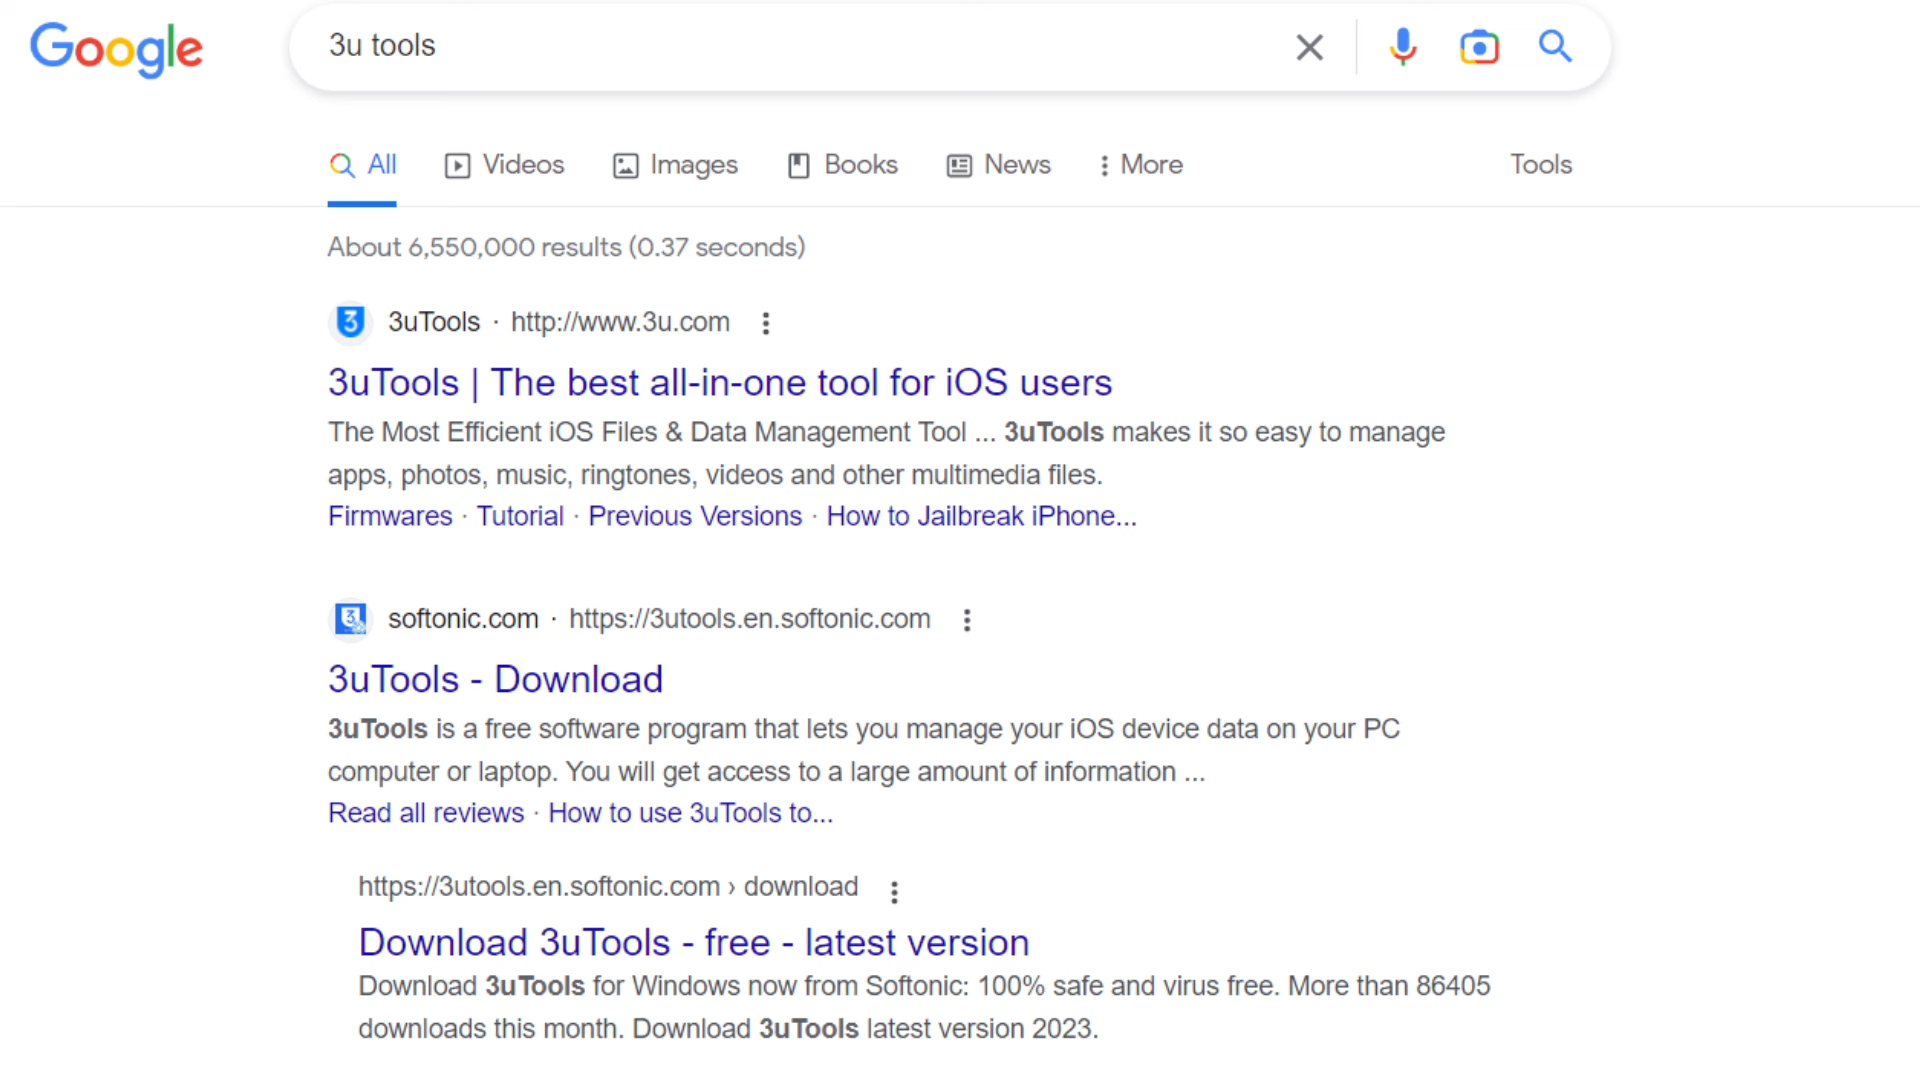 Google
3u tools
All Videos Images Books News More Tools
About 6,550,000 results (0.37 seconds)
3 3uTools · http://www.3u.com
3uTools | The best all-in-one tool for iOS users
The Most Efficient iOS Files & Data Management Tool ... 3uTools makes it so easy to manage
apps, photos, music, ringtones, videos and other multimedia files.
Firmwares · Tutorial · Previous Versions · How to Jailbreak iPhone...
3 softonic.com · https://3utools.en.softonic.com
3uTools - Download
3uTools is a free software program that lets you manage your iOS device data on your PC
computer or laptop. You will get access to a large amount of information ...
Read all reviews · How to use 3uTools to...
https://3utools.en.softonic.com › download
Download 3uTools - free - latest version
Download 3uTools for Windows now from Softonic: 100% safe and virus free. More than 86405
downloads this month. Download 3uTools latest version 2023.